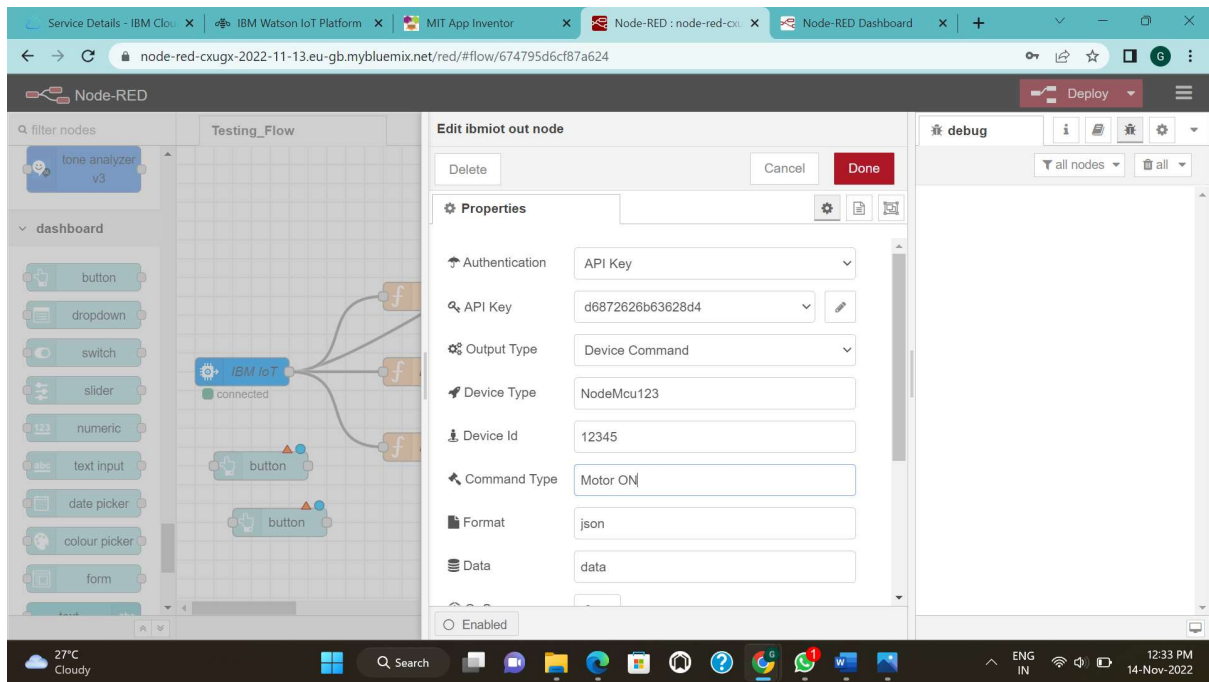 Service Details - IBM Clou
IBM Watson IoT Platform
MIT App Inventor
Node-RED : node-red-cxu
Node-RED Dashboard
node-red-cxugx-2022-11-13.eu-gb.mybluemix.net/red/#flow/674795d6cf87a624
G
Node-RED
Deploy
filter nodes
Testing_Flow
Edit ibmiot out node
debug
i
tone analyzer
v3
Delete
Cancel
Done
all nodes
all
Properties
dashboard
Authentication
API Key
button
API Key
d6872626b63628d4
dropdown
f
Output Type
Device Command
switch
IBM IoT
f
connected
Device Type
NodeMcu123
slider
123
numeric
Device Id
12345
f
abc
text input
button
Command Type
Motor ON
date picker
button
Format
json
colour picker
Data
data
form
Enabled
27°C
Cloudy
Search
1
ENG
IN
12:33 PM
14-Nov-2022